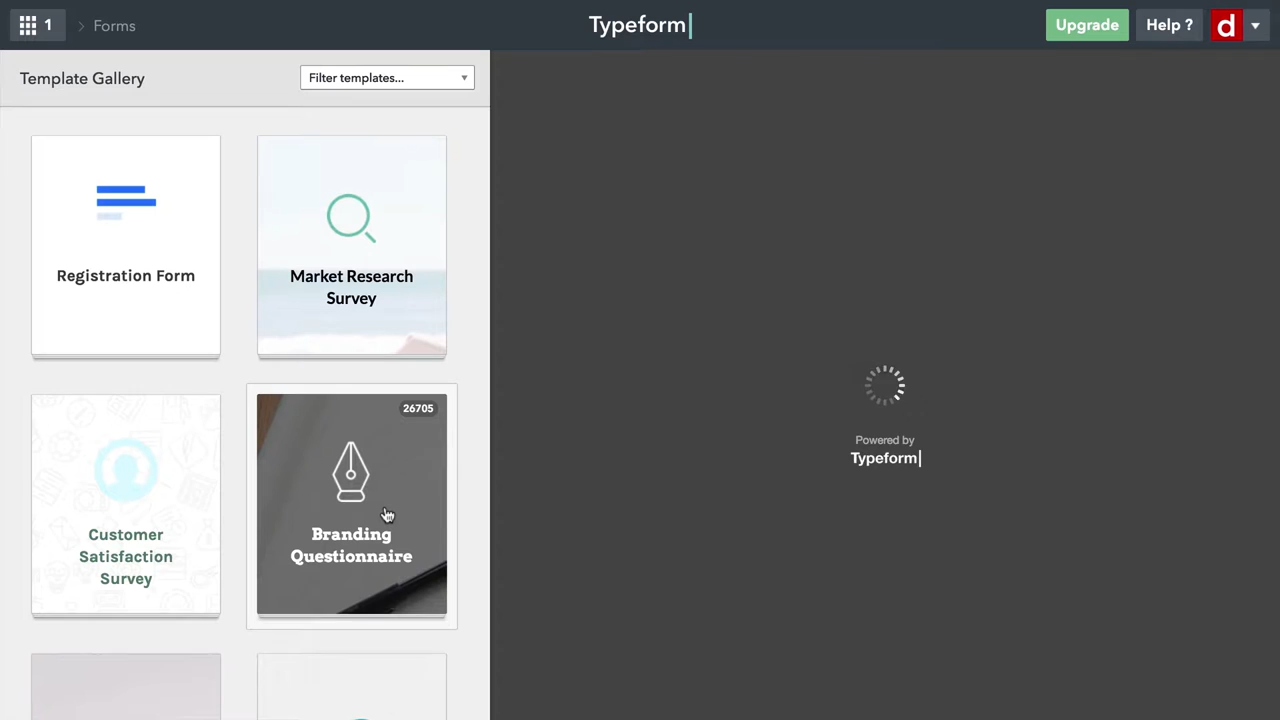 1
Forms
Typeform
Upgrade
Help ?
d
Template Gallery
Filter templates...
Registration Form
Market Research
Survey
Customer
Satisfaction
Survey
26705
Branding
Questionnaire
Powered by
Typeform